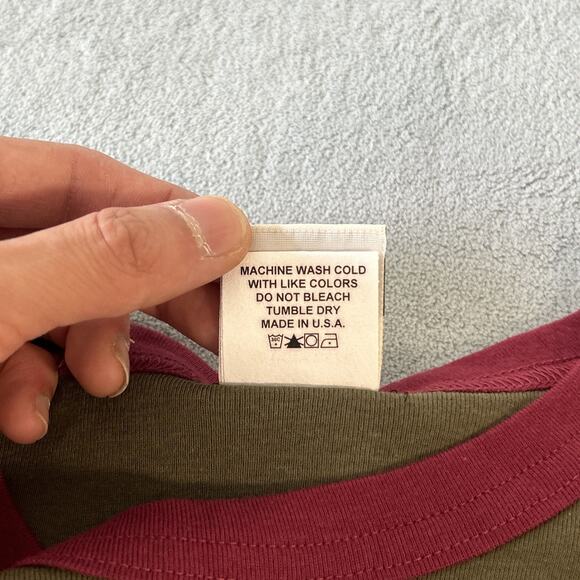 MACHINE WASH COLD
WITH LIKE COLORS
DO NOT BLEACH
TUMBLE DRY
MADE IN U.S.A.